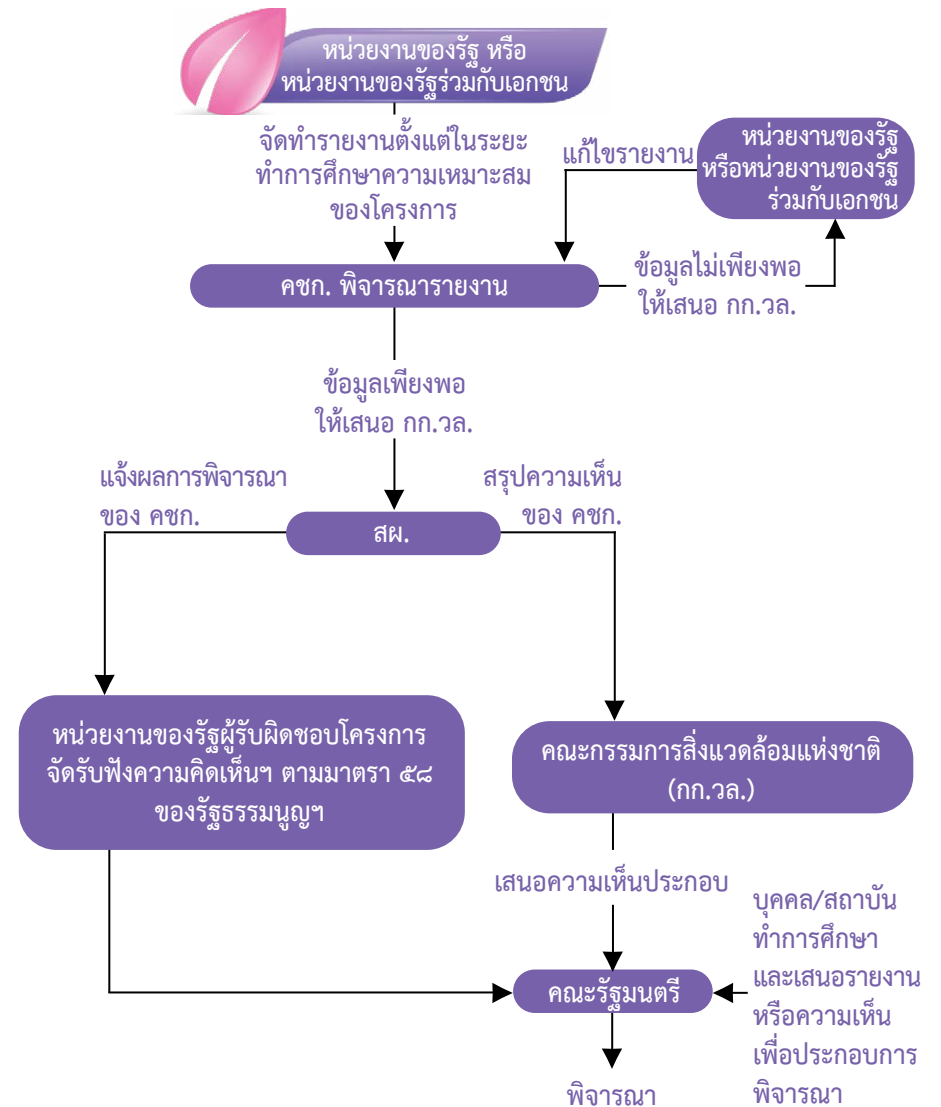 หน่วยงานของรัฐ หรือ
หน่วยงานของรัฐร่วมกับเอกชน
จัดทำรายงานตั้งแต่ในระยะ
ทำการศึกษาความเหมาะสม
ของโครงการ
แก้ไขรายงาน
หน่วยงานของรัฐ
หรือหน่วยงานของรัฐ
ร่วมกับเอกชน
คชก. พิจารณารายงาน
ข้อมูลไม่เพียงพอ
ให้เสนอ กก.วล.
ข้อมูลเพียงพอ
ให้เสนอ กก.วล.
แจ้งผลการพิจารณา
ของ คชก.
สรุปความเห็น
ของ คชก.
สผ.
หน่วยงานของรัฐผู้รับผิดชอบโครงการ
จัดรับฟังความคิดเห็นฯ ตามมาตรา ๕๘
ของรัฐธรรมนูญฯ
คณะกรรมการสิ่งแวดล้อมแห่งชาติ
(กก.วล.)
เสนอความเห็นประกอบ
บุคคล/สถาบัน
ทำการศึกษา
และเสนอรายงาน
หรือความเห็น
เพื่อประกอบการ
พิจารณา
คณะรัฐมนตรี
พิจารณา